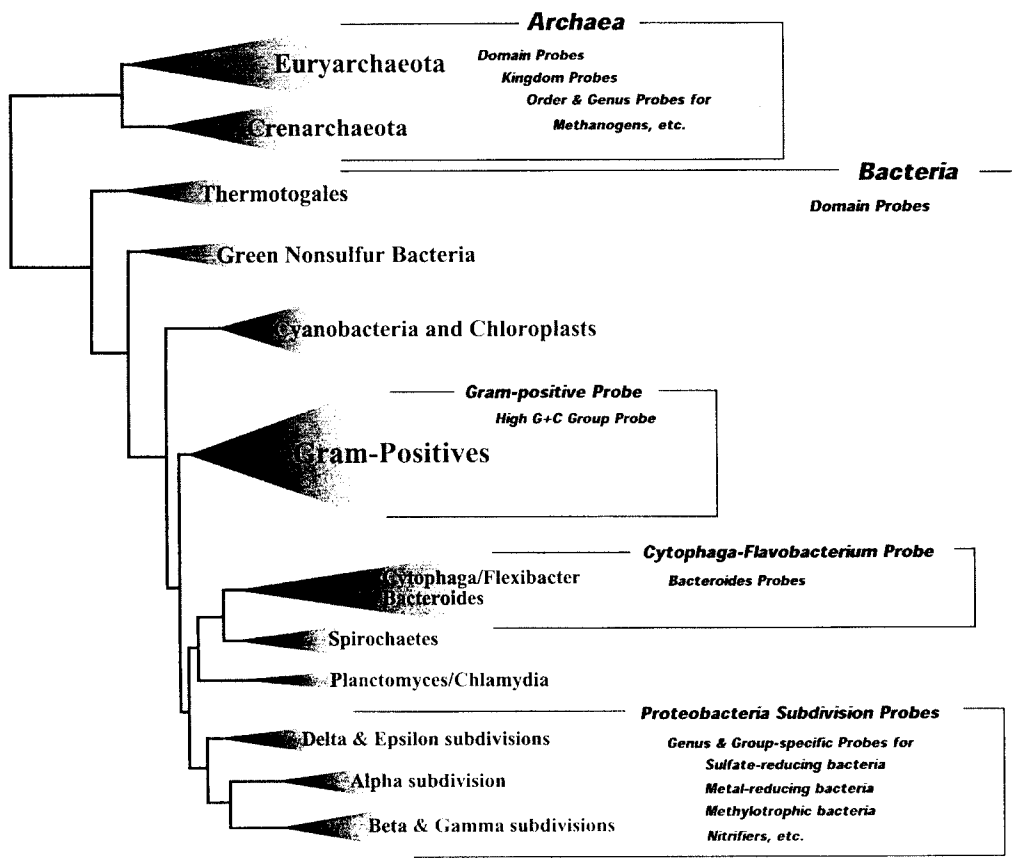 Archaea
Euryarchaeota
Domain Probes
Kingdom Probes
Order & Genus Probes for
Methanogens, etc.
Crenarchaeota
Bacteria
Domain Probes
Thermotogales
Green Nonsulfur Bacteria
Cyanobacteria and Chloroplasts
Gram-positive Probe
High G+C Group Probe
Gram-Positives
Cytophaga-Flavobacterium Probe
Bacteroides Probes
Cytophaga/Flexibacter
Bacteroides
Spirochaetes
Planctomyces/Chlamydia
Proteobacteria Subdivision Probes
Delta & Epsilon subdivisions
Genus & Group-specific Probes for
Sulfate-reducing bacteria
Alpha subdivision
Metal-reducing bacteria
Methylotrophic bacteria
Beta & Gamma subdivisions
Nitrifiers, etc.